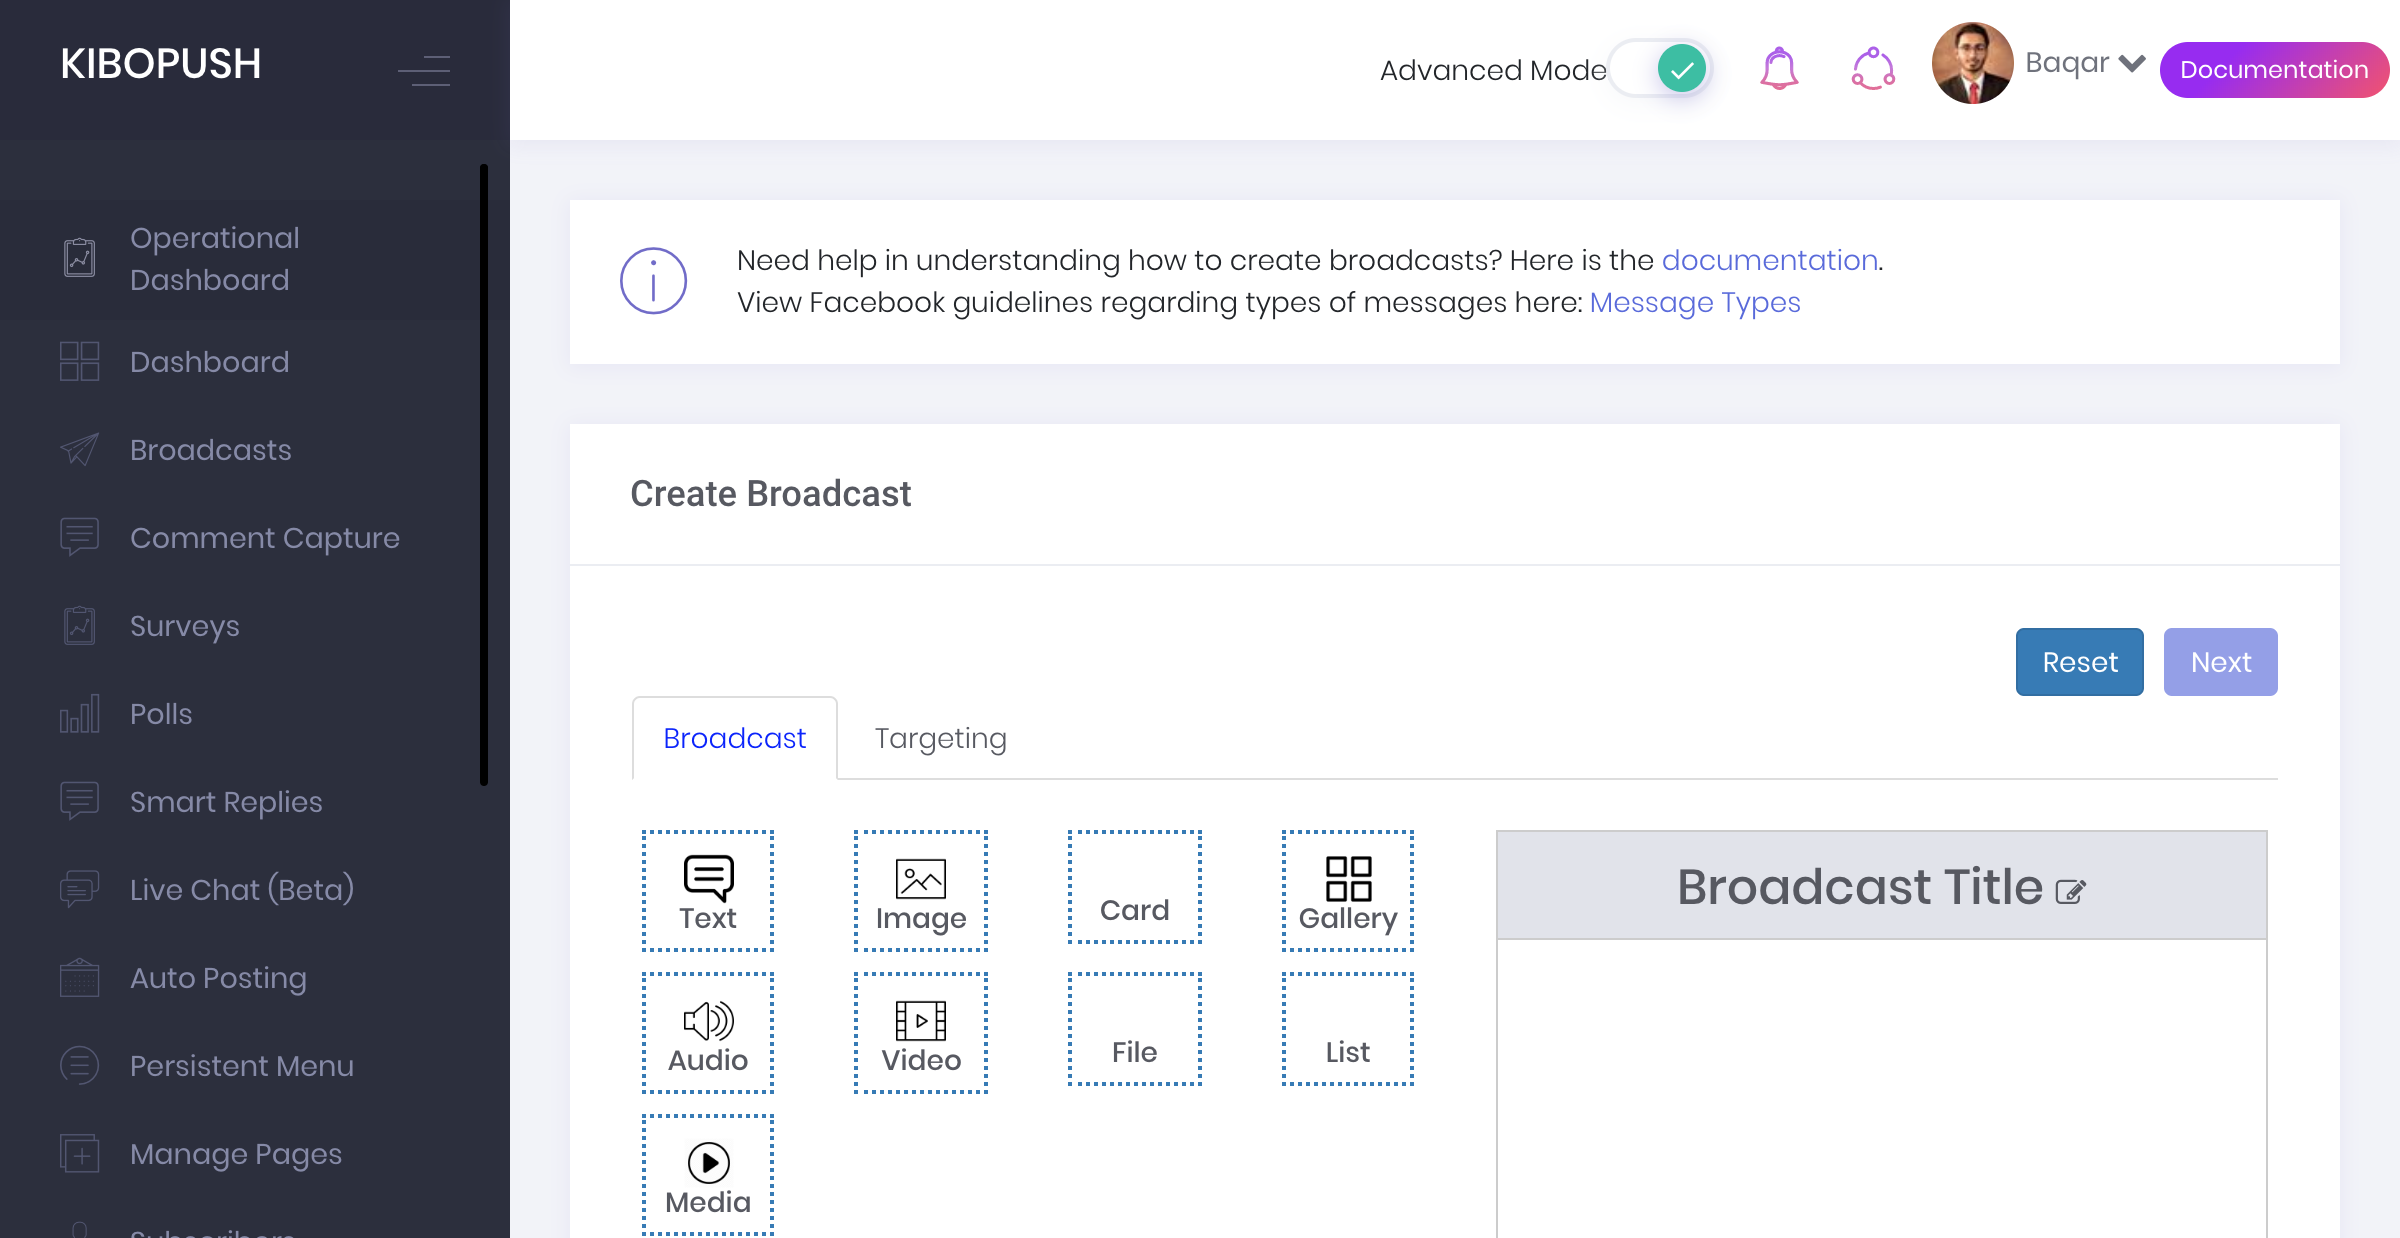 KIBOPUSH
Advanced Mode
Baqar
Documentation
Operational
Dashboard
Dashboard
Broadcasts
Comment Capture
Surveys
Polls
Smart Replies
Live Chat (Beta)
Auto Posting
Persistent Menu
Manage Pages
Subscribers
Need help in understanding how to create broadcasts? Here is the documentation.
View Facebook guidelines regarding types of messages here: Message Types
Create Broadcast
Reset
Next
Broadcast
Targeting
Text
Image
Card
Gallery
Audio
Video
File
List
Media
Broadcast Title